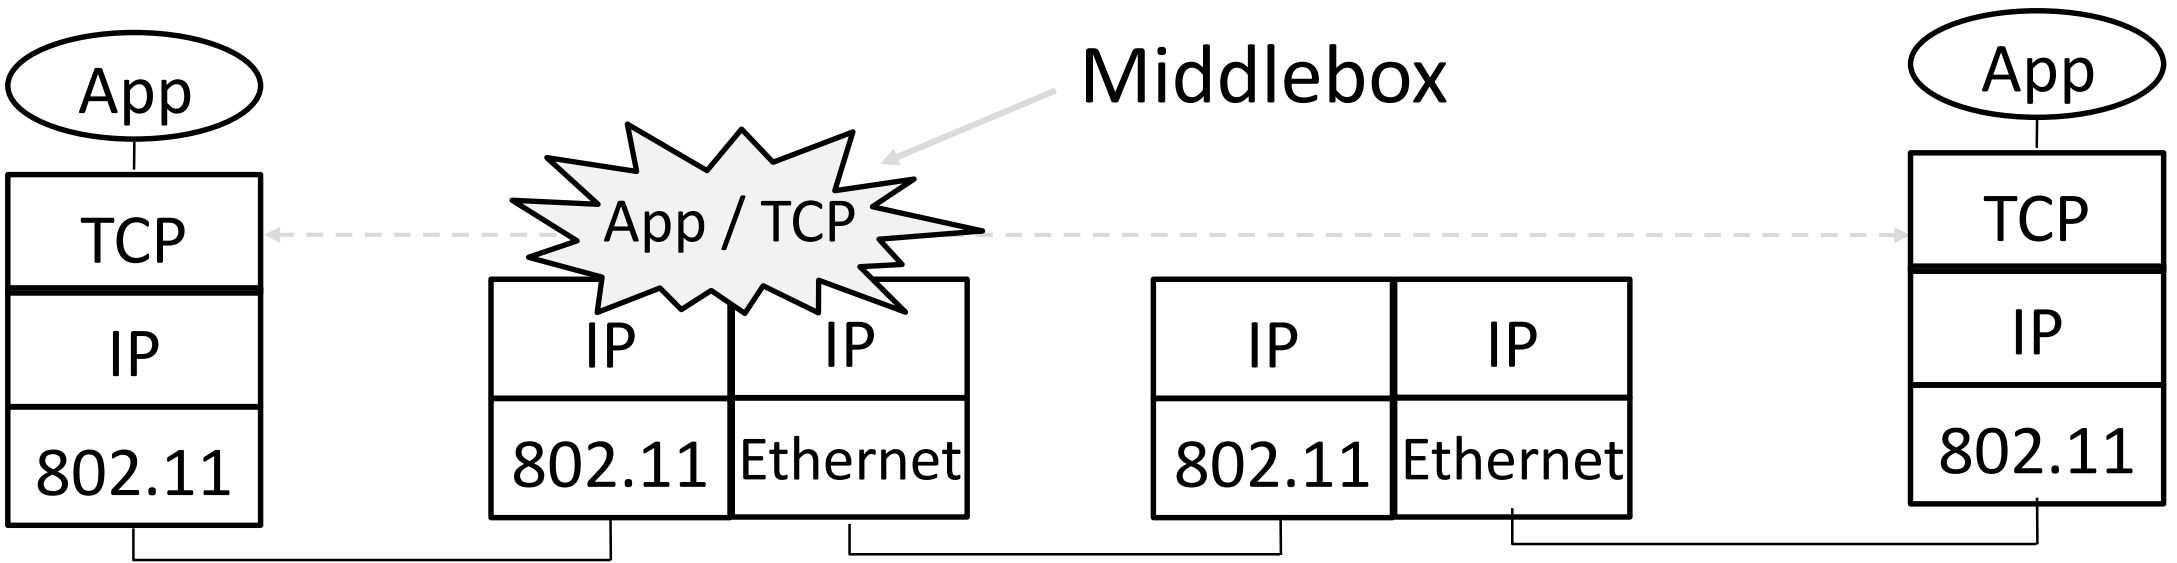 App
TCP
IP
802.11
Middlebox
App / TCP
IP IP
802.11 Ethernet
IP IP
802.11 Ethernet
App
TCP
IP
802.11